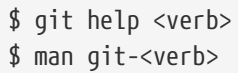 $ git help <verb>
$ man git-<verb>